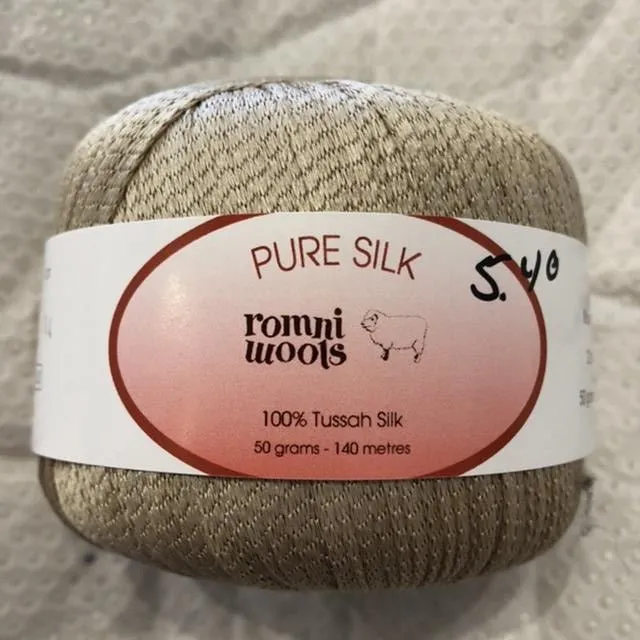 PURE SILK
5.40
romni
wools
100% Tussah Silk
50 grams - 140 metres